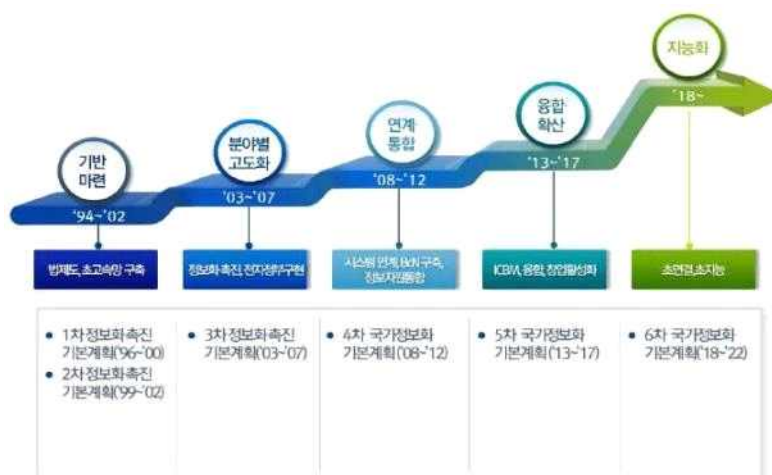 기반
마련
'94~'02
분야별
고도화
'03~'07
연계
통합
'08~'12
융합
확산
'13~'17
지능화
'18~
법제도, 초고속망 구축
정보화 촉진, 전자정부구현
시스템 연계, BcN 구축,
정보자원통합
ICBM, 융합, 창업활성화
초연결,초지능
• 1차 정보화 촉진
기본계획('96~'00)
• 2차 정보화 촉진
기본계획('99~'02)
• 3차 정보화 촉진
기본계획('03~'07)
• 4차 국가정보화
기본계획('08~'12)
• 5차 국가정보화
기본계획('13~'17)
• 6차 국가정보화
기본계획('18~'22)